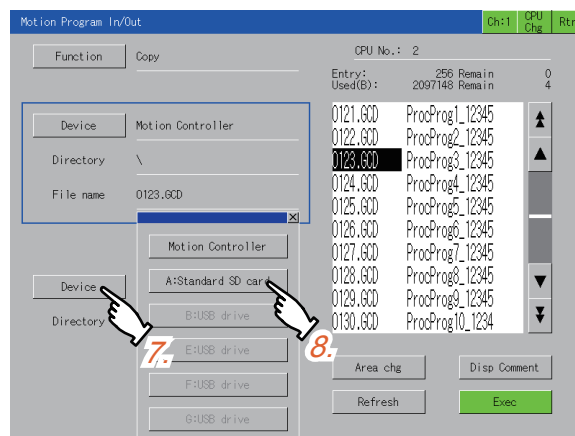 Motion Program In/Out
Ch:1
CPU Chg
Rtr
Function
Copy
CPU No.: 2
Entry: 256 Remain 0
Used(B): 2097148 Remain 4
Device
Motion Controller
Directory
\
File name
0123.GCD
0121.GCD ProcProg1_12345
0122.GCD ProcProg2_12345
0123.GCD ProcProg3_12345
0124.GCD ProcProg4_12345
0125.GCD ProcProg5_12345
0126.GCD ProcProg6_12345
0127.GCD ProcProg7_12345
0128.GCD ProcProg8_12345
0129.GCD ProcProg9_12345
0130.GCD ProcProg10_1234
Motion Controller
Device
A:Standard SD card
Directory
B:USB drive
E:USB drive
F:USB drive
G:USB drive
7.
8.
Area chg
Disp Comment
Refresh
Exec